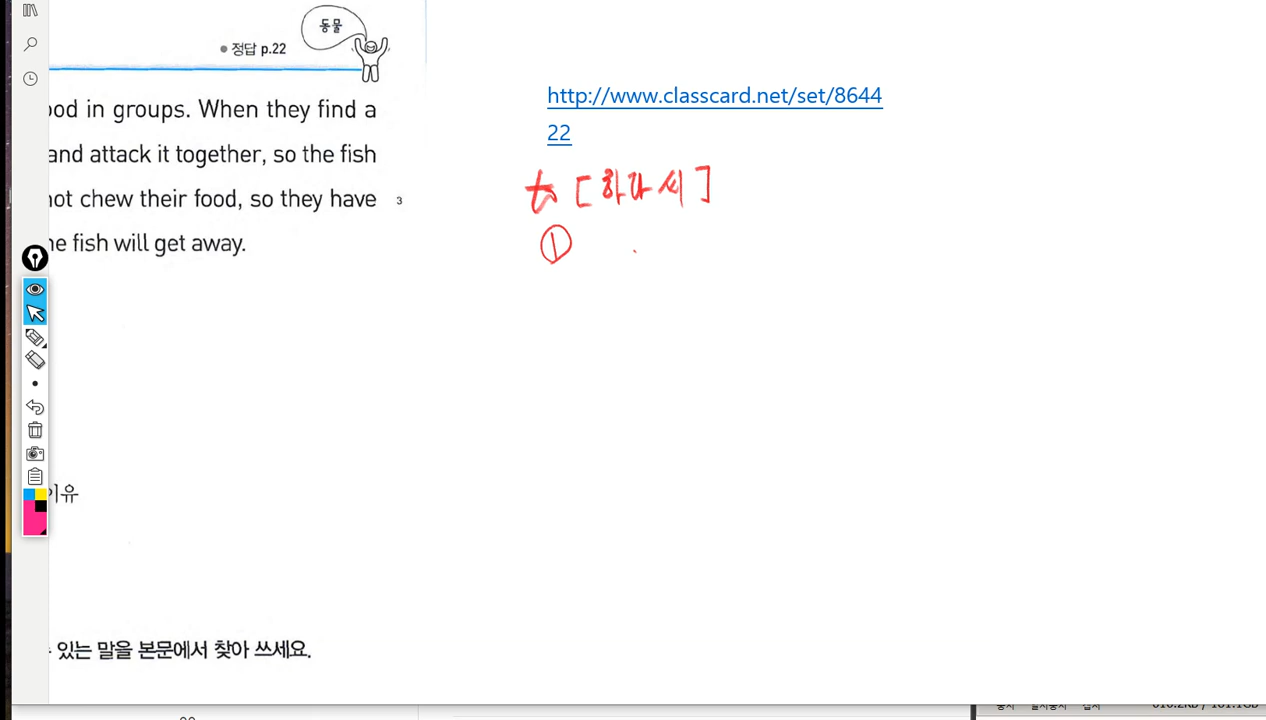 동물
정답 p.22
ood in groups. When they find a
and attack it together, so the fish
not chew their food, so they have 3
he fish will get away.
이유
있는 말을 본문에서 찾아 쓰세요.
http://www.classcard.net/set/8644
22
[하라씨]
①